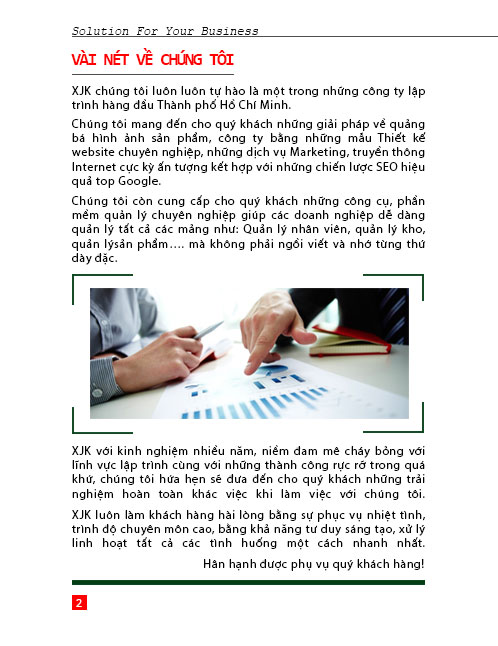 Solution For Your Business
VÀI NÉT VỀ CHÚNG TÔI
XJK chúng tôi luôn luôn tự hào là một trong những công ty lập
trình hàng đầu Thành phố Hồ Chí Minh.
Chúng tôi mang đến cho quý khách những giải pháp về quảng
bá hình ảnh sản phẩm, công ty bằng những mẫu Thiết kế
website chuyên nghiệp, những dịch vụ Marketing, truyền thông
Internet cực kỳ ấn tượng kết hợp với những chiến lược SEO hiệu
quả top Google.
Chúng tôi còn cung cấp cho quý khách những công cụ, phần
mềm quản lý chuyên nghiệp giúp các doanh nghiệp dễ dàng
quản lý tất cả các mảng như: Quản lý nhân viên, quản lý kho,
quản lýsản phẩm…. mà không phải ngồi viết và nhớ từng thứ
dày đặc.
XJK với kinh nghiệm nhiều năm, niềm đam mê cháy bỏng với
lĩnh vực lập trình cùng với những thành công rực rỡ trong quá
khứ, chúng tôi hứa hẹn sẽ đưa đến cho quý khách những trải
nghiệm hoàn toàn khác việc khi làm việc với chúng tôi.
XJK luôn làm khách hàng hài lòng bằng sự phục vụ nhiệt tình,
trình độ chuyên môn cao, bằng khả năng tư duy sáng tạo, xử lý
linh hoạt tất cả các tình huống một cách nhanh nhất.
Hân hạnh được phụ vụ quý khách hàng!
2